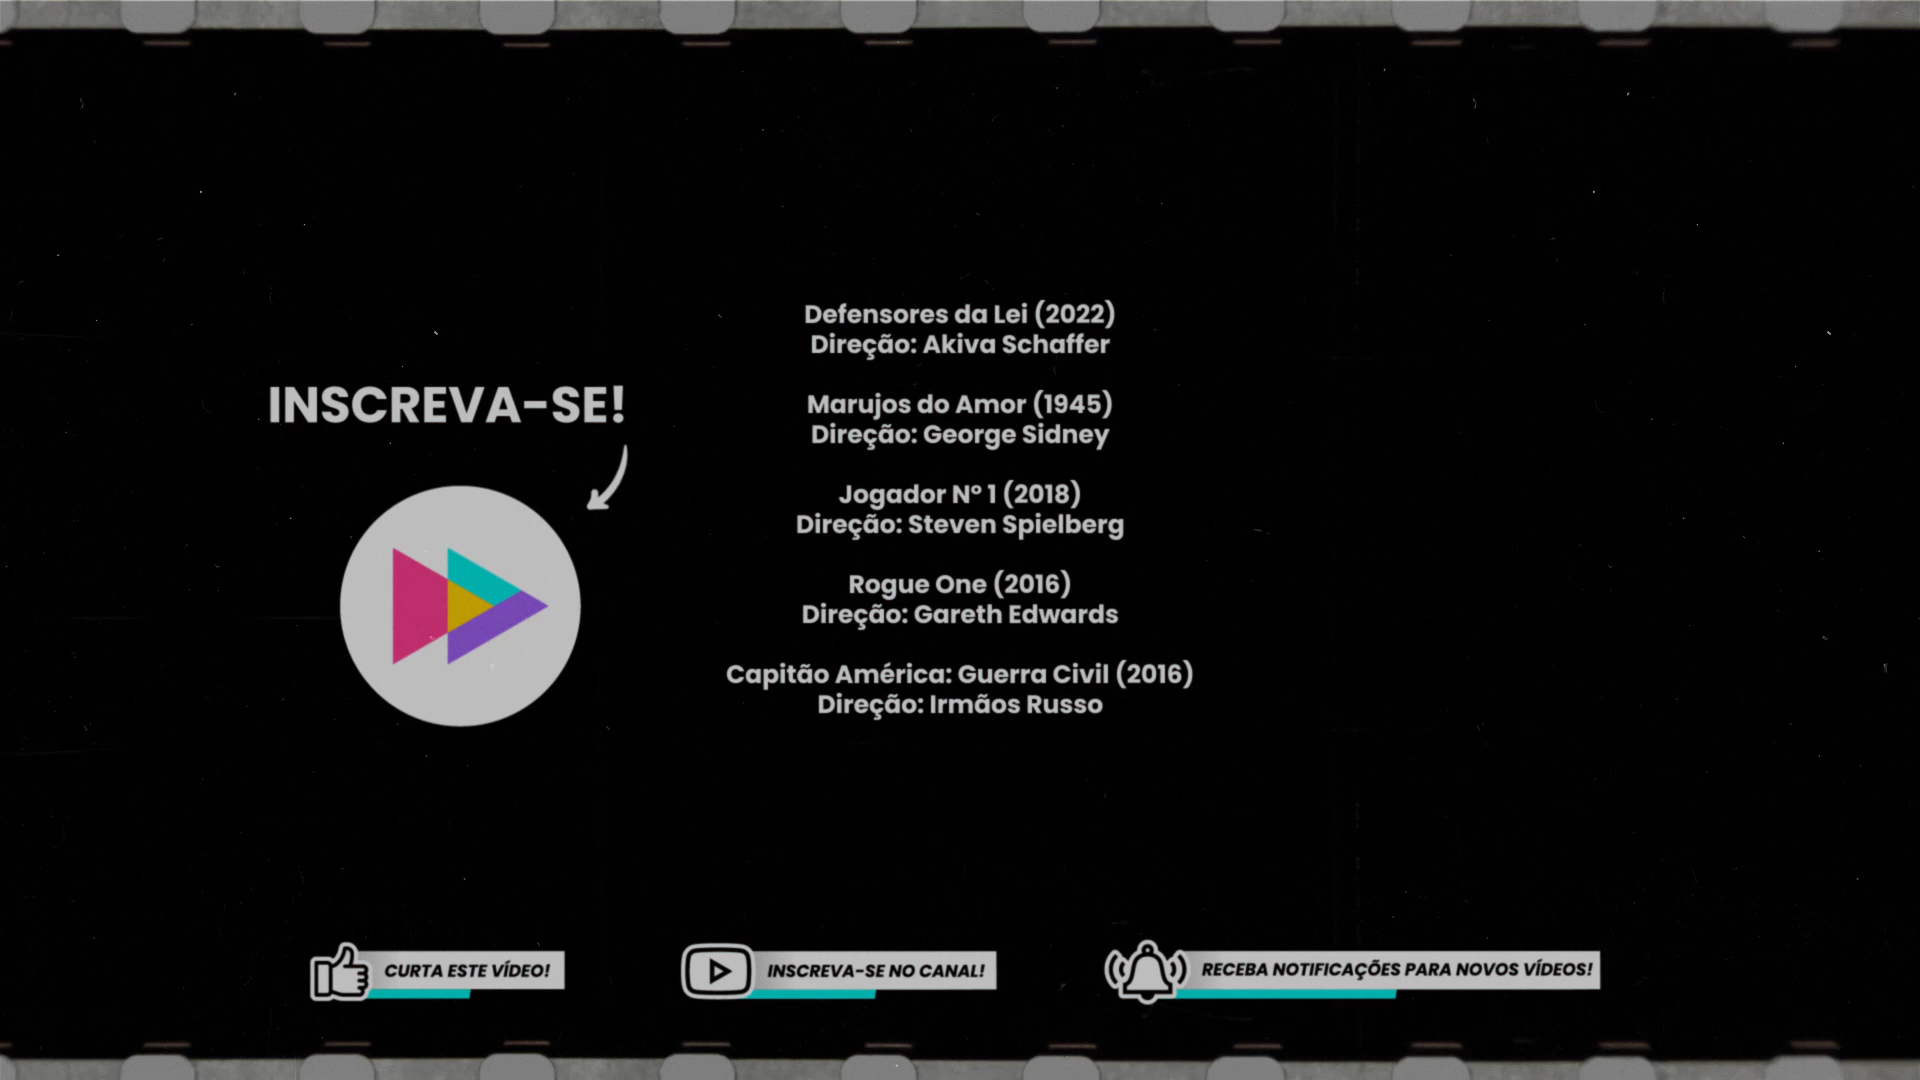 INSCREVA-SE!
Defensores da Lei (2022)
Direção: Akiva Schaffer
Marujos do Amor (1945)
Direção: George Sidney
Jogador Nº 1 (2018)
Direção: Steven Spielberg
Rogue One (2016)
Direção: Gareth Edwards
Capitão América: Guerra Civil (2016)
Direção: Irmãos Russo
CURTA ESTE VÍDEO!
INSCREVA-SE NO CANAL!
RECEBA NOTIFICAÇÕES PARA NOVOS VÍDEOS!